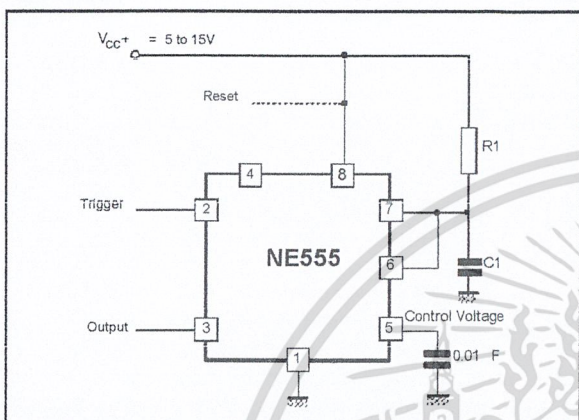 VCC+ = 5 to 15V
Reset
R1
4
8
Trigger
2
7
NE555
6
C1
Control Voltage
Output
3
5
0.01 F
1